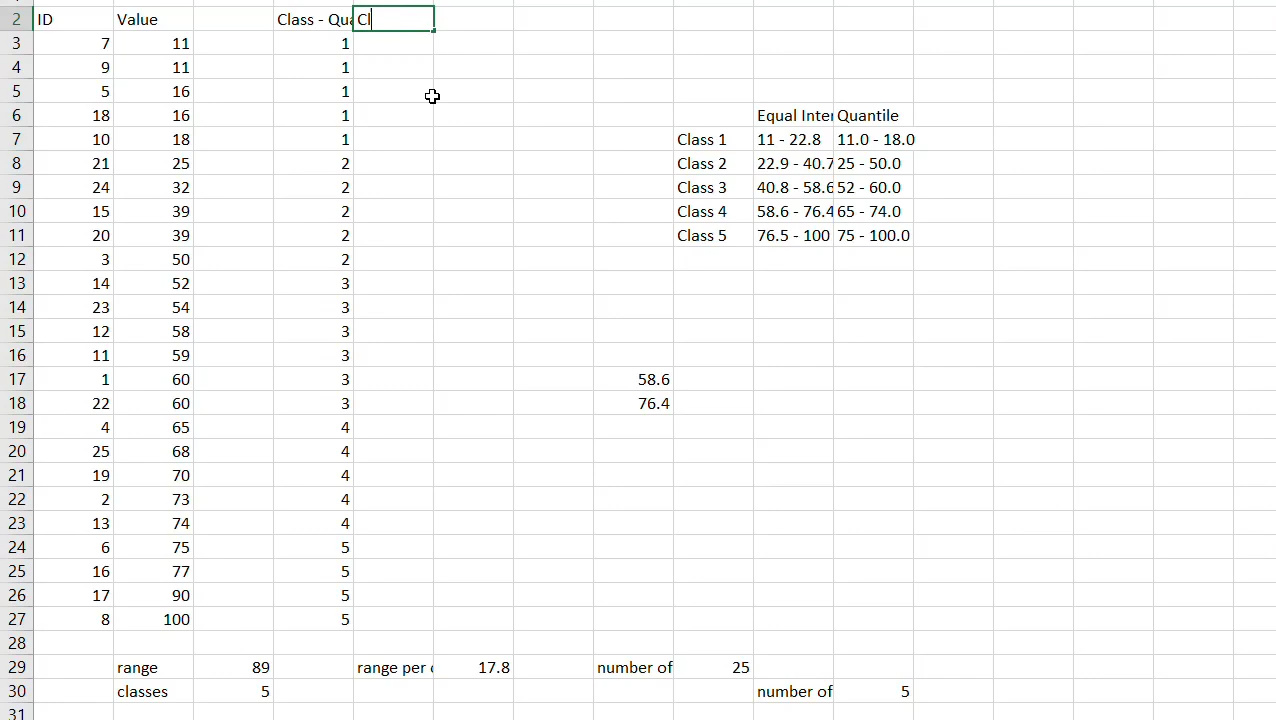 2 ID Value Class - Qua Cl
3 7 11 1
4 9 11 1
5 5 16 1
6 18 16 1 Equal Inter Quantile
7 10 18 1 Class 1 11 - 22.8 11.0 - 18.0
8 21 25 2 Class 2 22.9 - 40.7 25 - 50.0
9 24 32 2 Class 3 40.8 - 58.6 52 - 60.0
10 15 39 2 Class 4 58.6 - 76.4 65 - 74.0
11 20 39 2 Class 5 76.5 - 100 75 - 100.0
12 3 50 2
13 14 52 3
14 23 54 3
15 12 58 3
16 11 59 3
17 1 60 3 58.6
18 22 60 3 76.4
19 4 65 4
20 25 68 4
21 19 70 4
22 2 73 4
23 13 74 4
24 6 75 5
25 16 77 5
26 17 90 5
27 8 100 5
28
29 range 89 range per c 17.8 number of 25
30 classes 5 number of 5
31